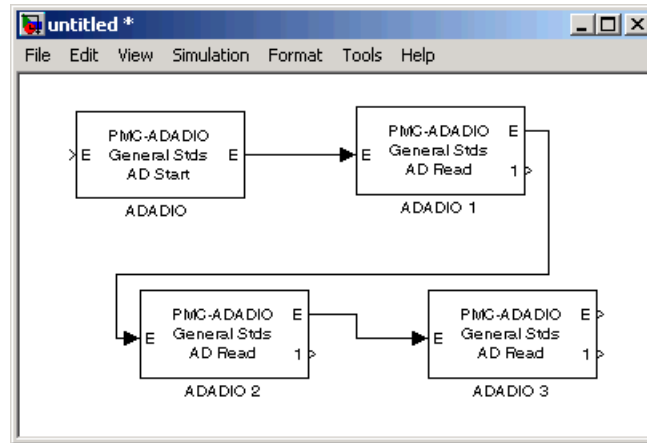 untitled *
File Edit View Simulation Format Tools Help
PMC-ADADIO
E General Stds E
AD Start
ADADIO
PMC-ADADIO E
E General Stds
AD Read 1
ADADIO 1
PMC-ADADIO E
E General Stds
AD Read 1
ADADIO 2
PMC-ADADIO E
E General Stds
AD Read 1
ADADIO 3